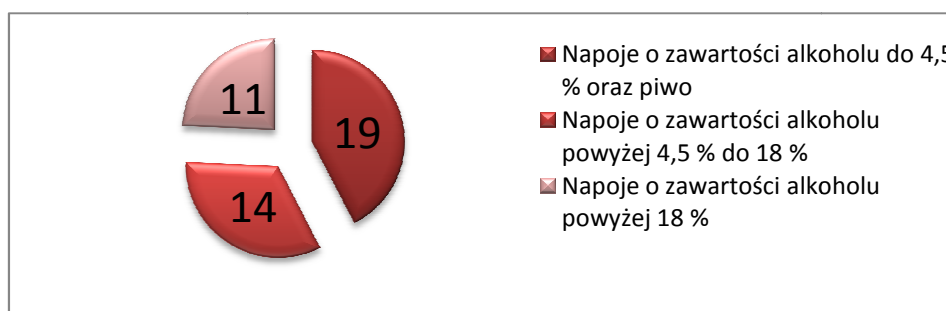 11
19
14
Napoje o zawartości alkoholu do 4,5
% oraz piwo
Napoje o zawartości alkoholu
powyżej 4,5 % do 18 %
Napoje o zawartości alkoholu
powyżej 18 %